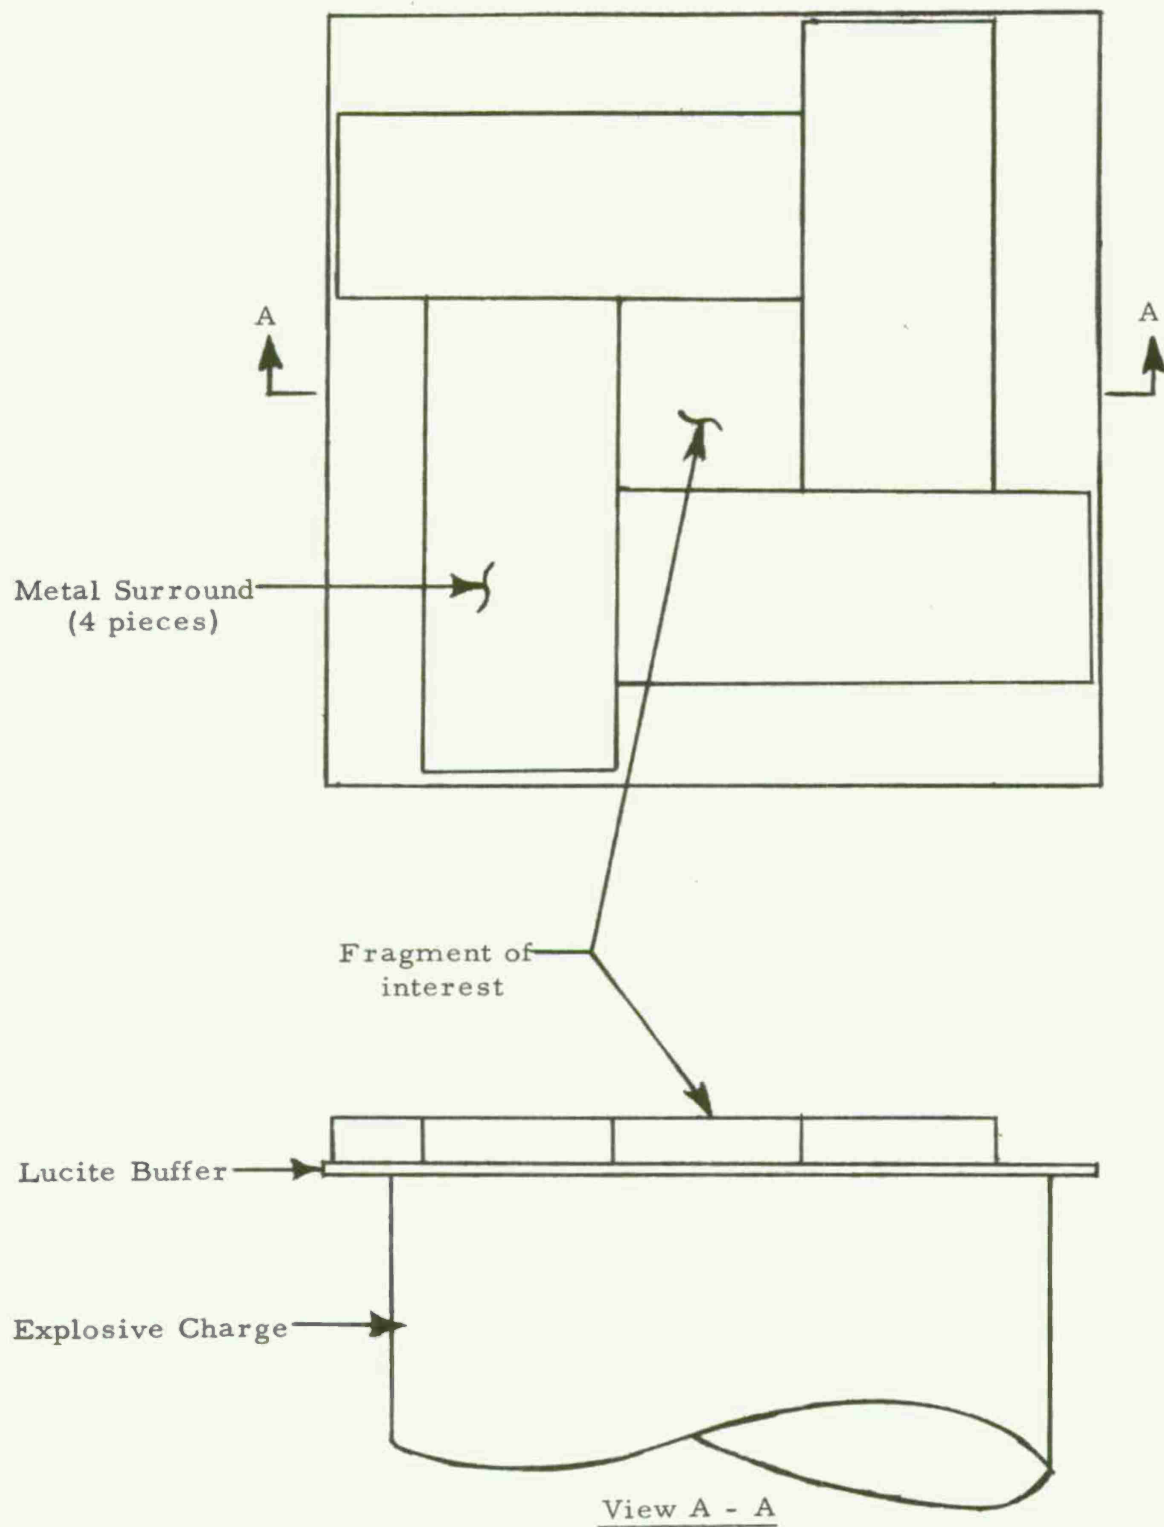 A
A
Metal Surround
(4 pieces)
Fragment of
interest
Lucite Buffer
Explosive Charge
View A - A